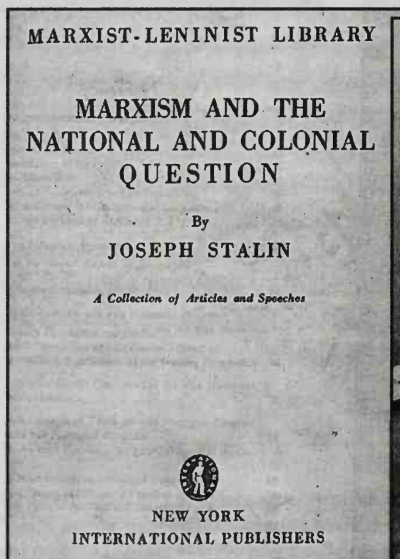 MARXIST-LENINIST LIBRARY
MARXISM AND THE
NATIONAL AND COLONIAL
QUESTION
By
JOSEPH STALIN
A Collection of Articles and Speeches
INTERNATIONAL
NEW YORK
INTERNATIONAL PUBLISHERS